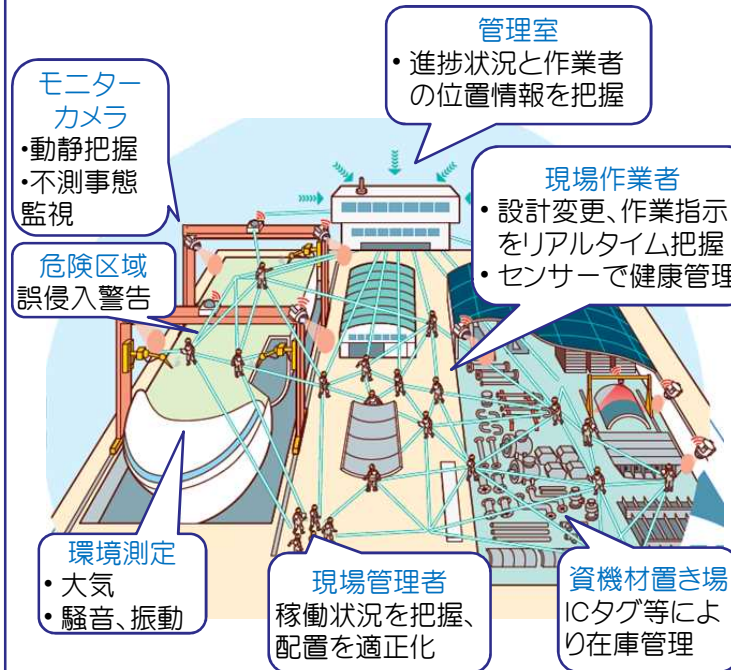 管理室
• 進捗状況と作業者
の位置情報を把握
モニター
カメラ
•動静把握
•不測事態
監視
現場作業者
• 設計変更、作業指示
をリアルタイム把握
• センサーで健康管理
危険区域
誤侵入警告
環境測定
• 大気
• 騒音、振動
現場管理者
稼働状況を把握、
配置を適正化
資機材置き場
ICタグ等によ
り在庫管理